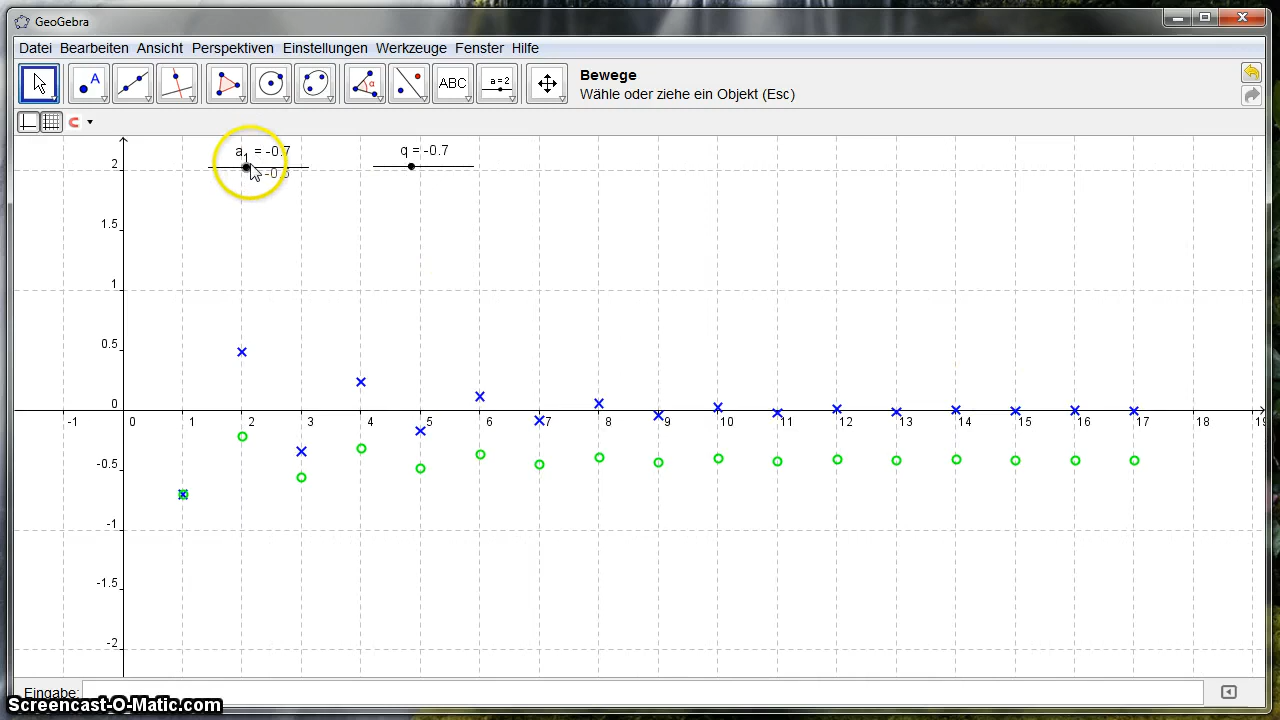 GeoGebra
Datei Bearbeiten Ansicht Perspektiven Einstellungen Werkzeuge Fenster Hilfe
A α ABC a = 2
Bewege
Wähle oder ziehe ein Objekt (Esc)
a1 = -0.7
q = -0.7
2
1.5
1
0.5
0
-0.5
-1
-1.5
-2
-1 0 1 2 3 4 5 6 7 8 9 10 11 12 13 14 15 16 17 18 19
Eingabe:
Screencast-O-Matic.com